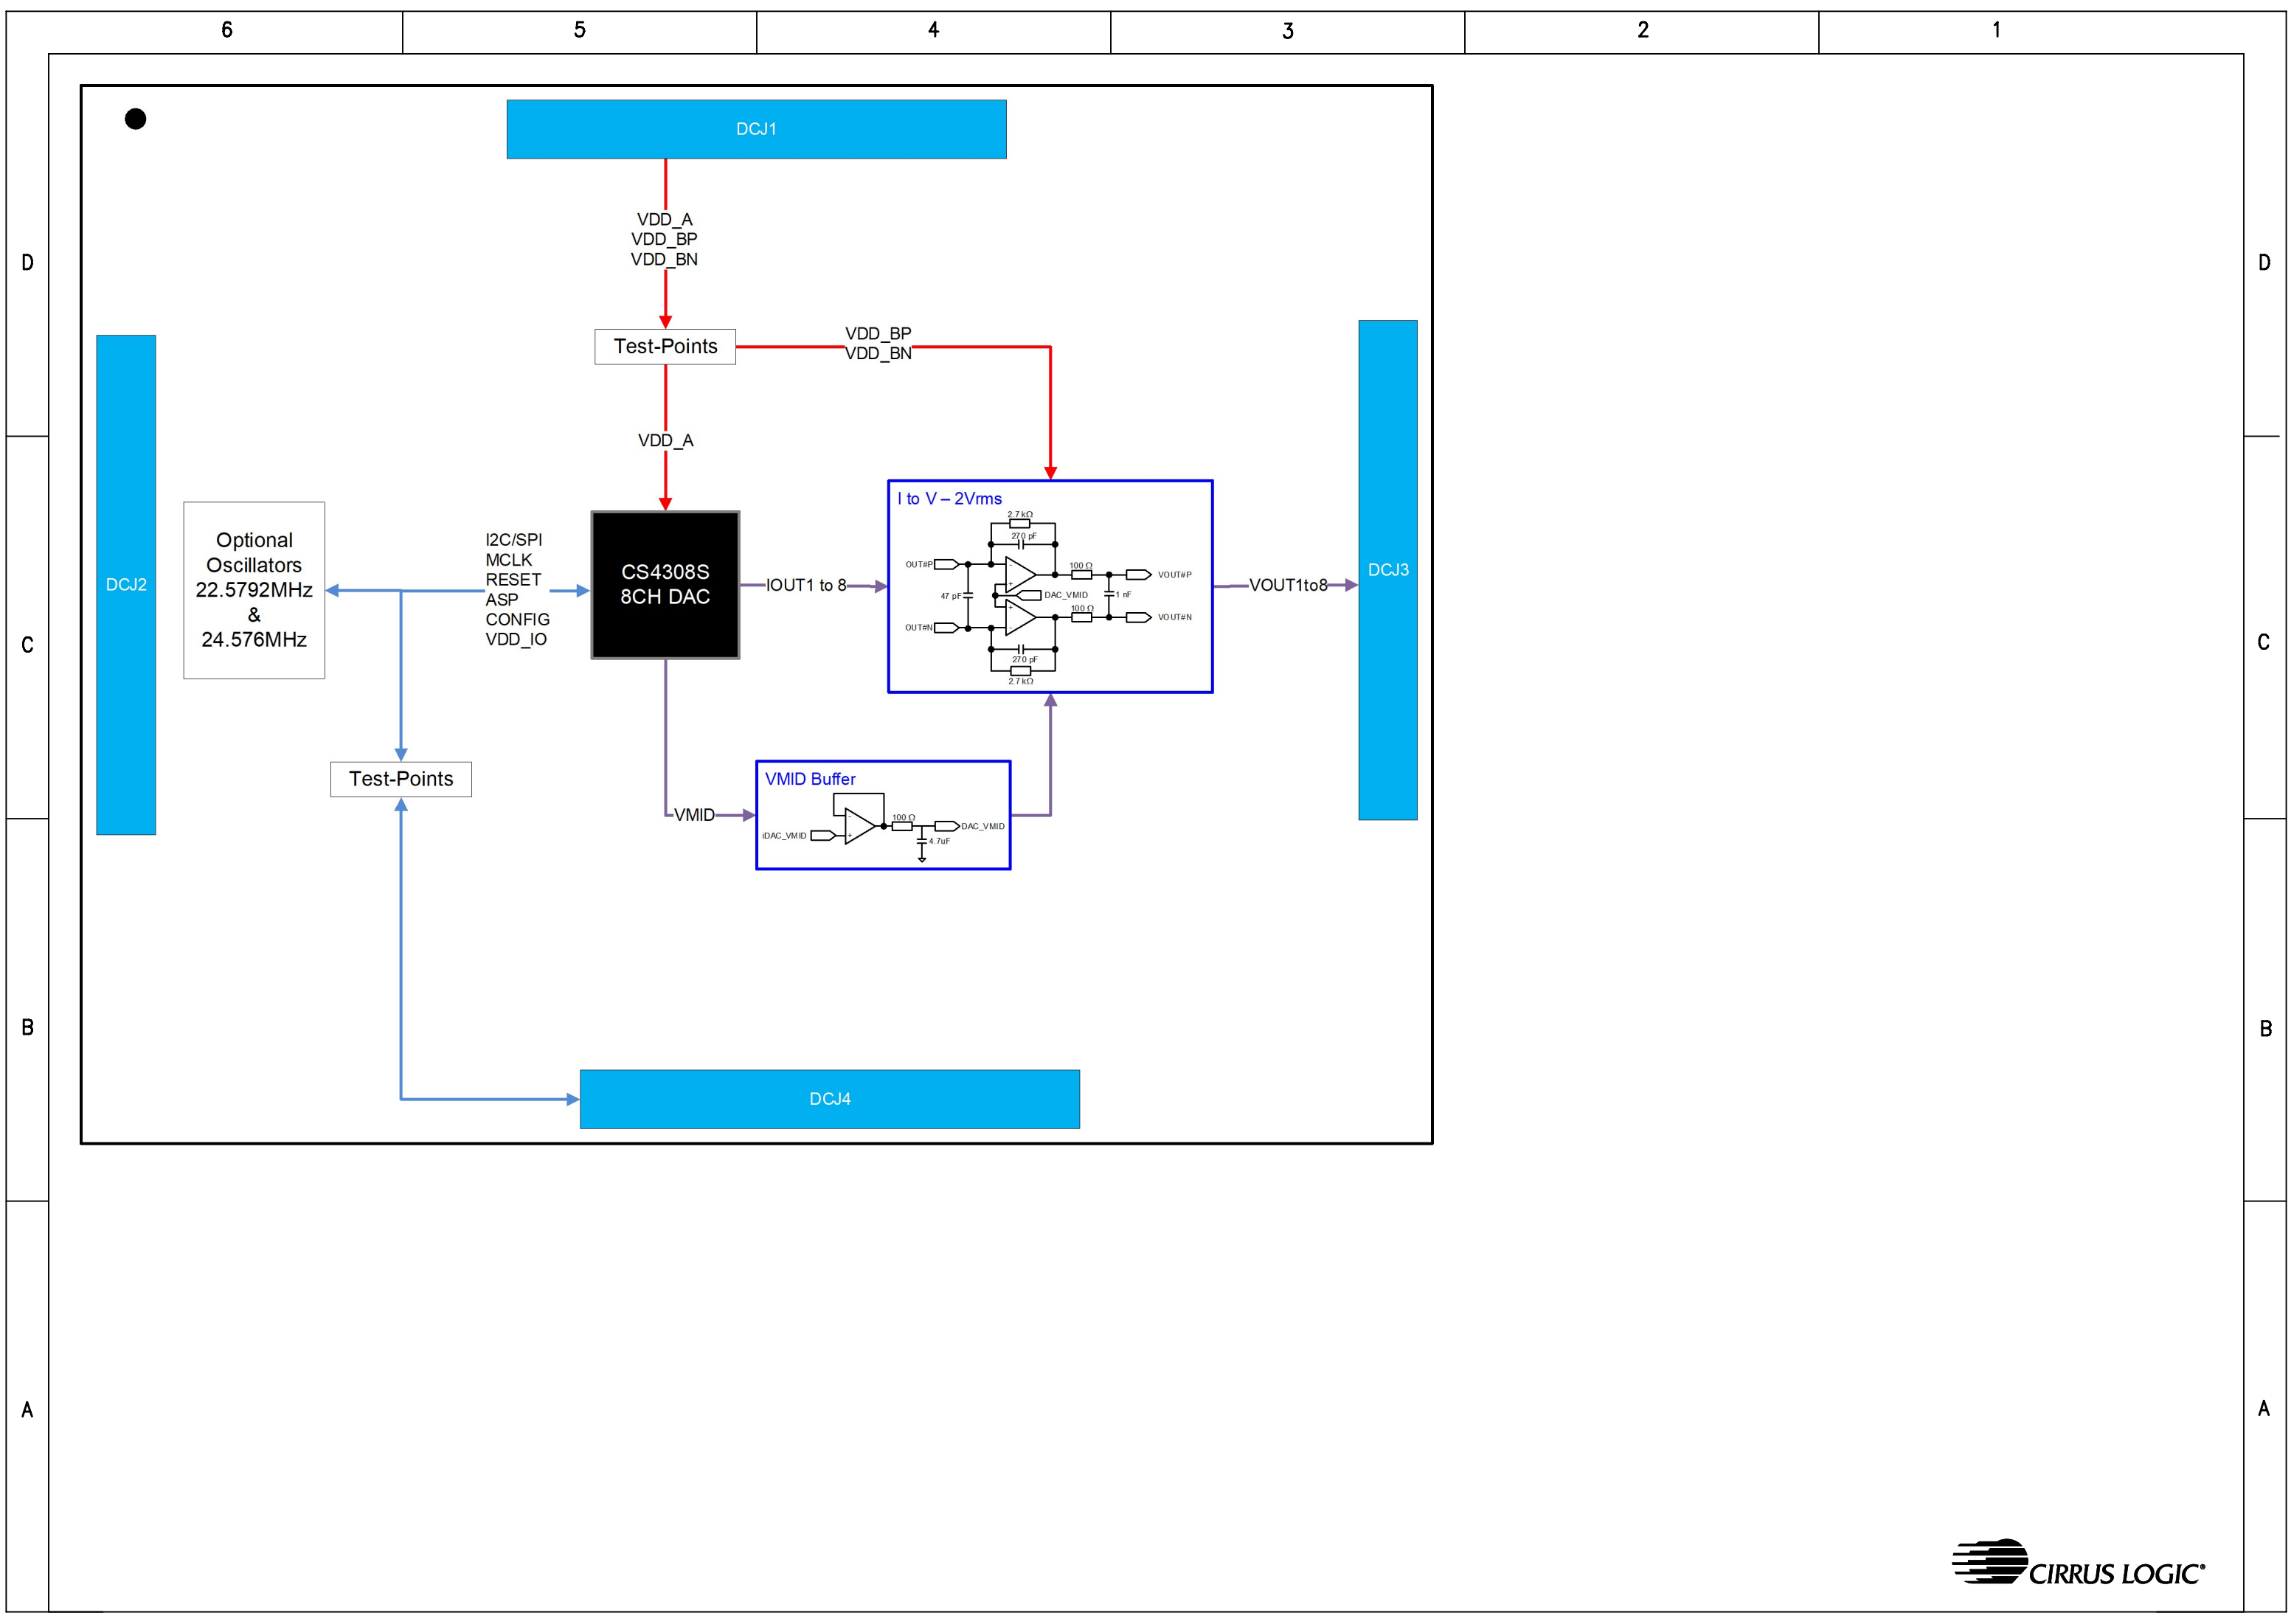 6 5 4 3 2 1
DCJ1
VDD_A
VDD_BP
VDD_BN
D
D
Test-Points
VDD_BP
VDD_BN
VDD_A
DCJ2
Optional
Oscillators
22.5792MHz
&
24.576MHz
I2C/SPI
MCLK
RESET
ASP
CONFIG
VDD_IO
CS4308S
8CH DAC
IOUT1 to 8
I to V – 2Vrms
2.7 kΩ
270 pF
OUT#P
100 Ω
VOUT#P
47 pF
DAC_VMID
1 nF
100 Ω
OUT#N
VOUT#N
270 pF
2.7 kΩ
VOUT1to8
DCJ3
C
C
Test-Points
VMID
VMID Buffer
100 Ω
iDAC_VMID
DAC_VMID
4.7uF
B
B
DCJ4
A
A
CIRRUS LOGIC®